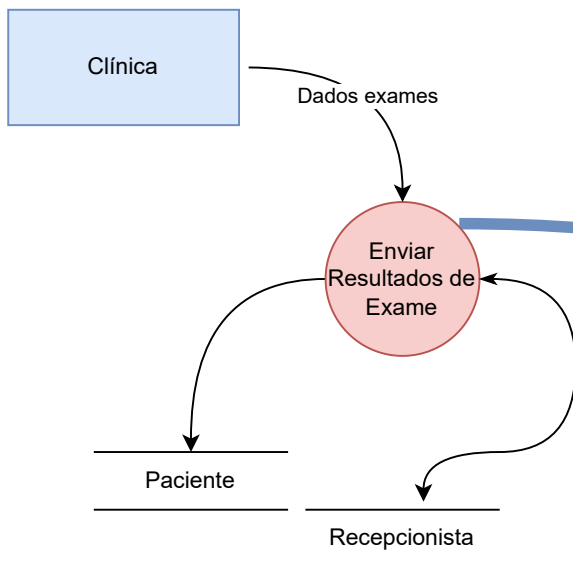 Clínica
Dados exames
Enviar
Resultados de
Exame
Paciente
Recepcionista